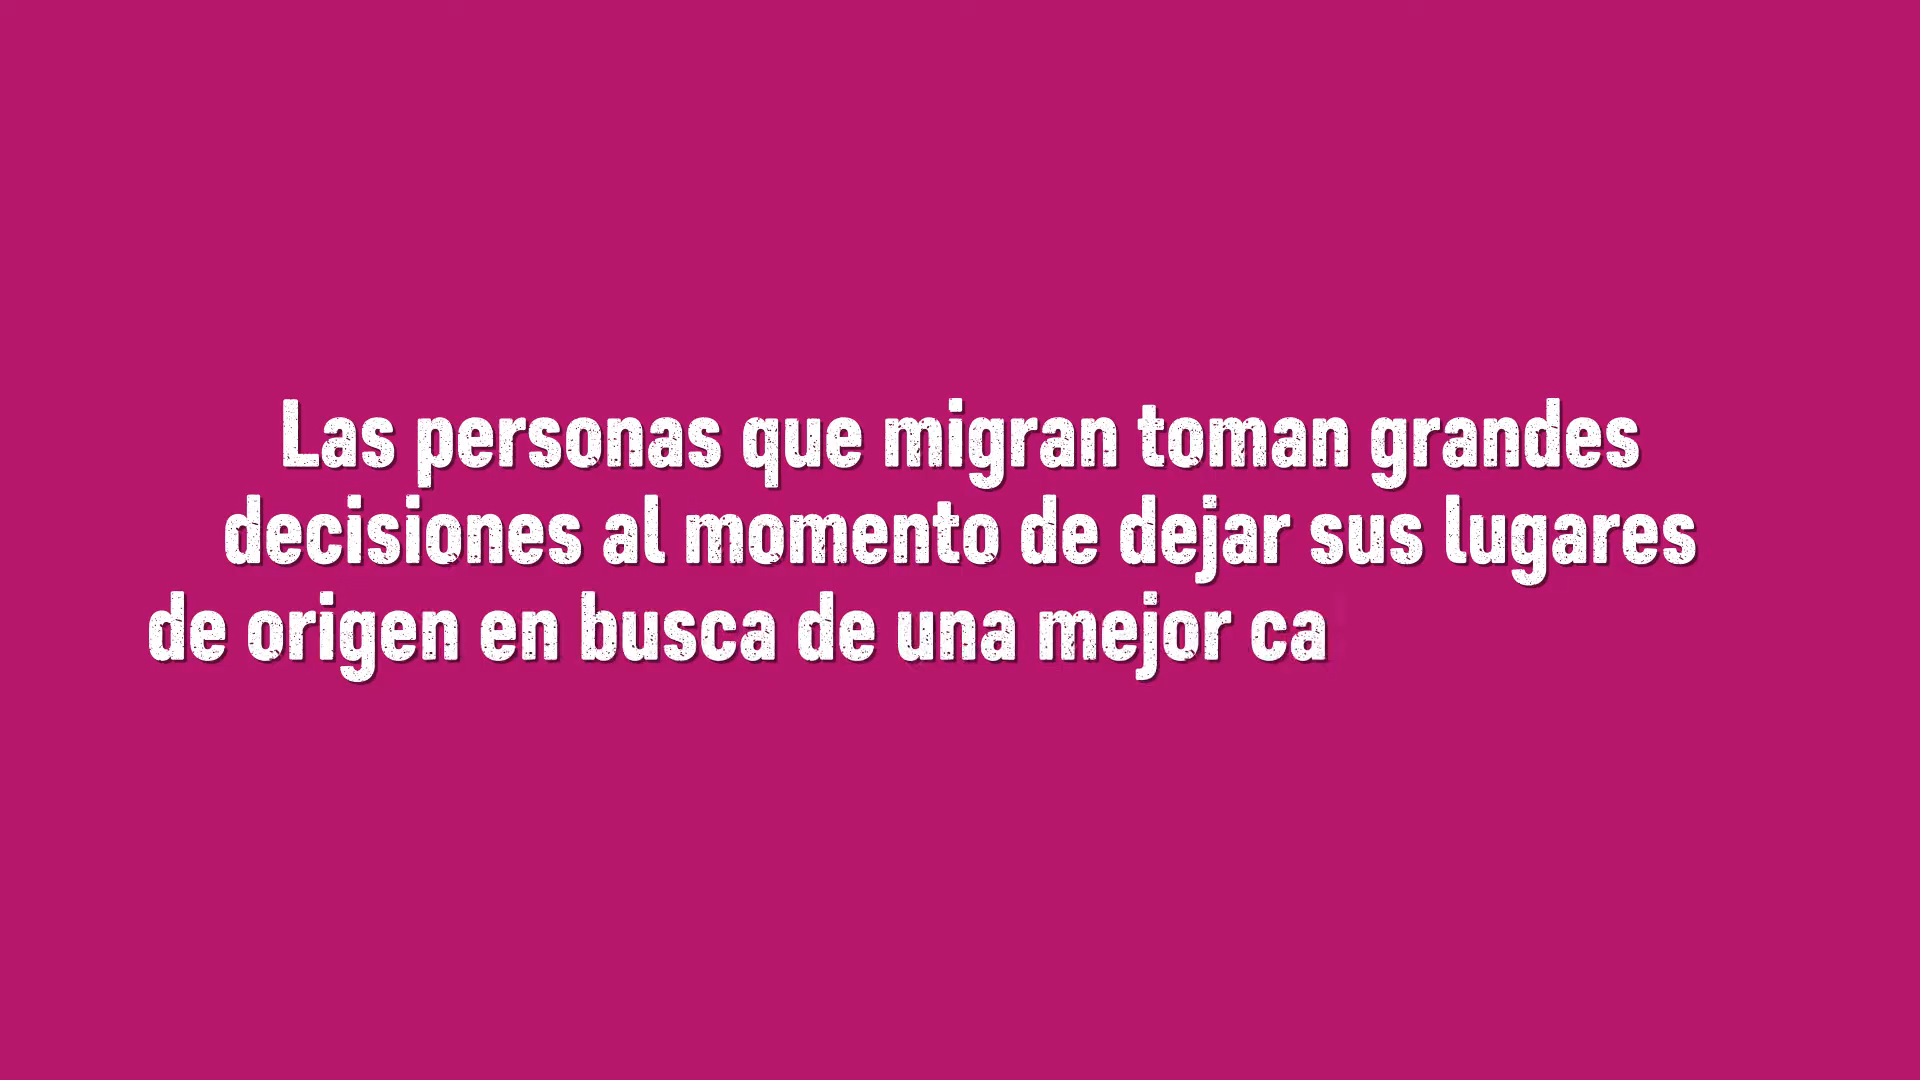 Las personas que migran toman grandes
decisiones al momento de dejar sus lugares
de origen en busca de una mejor ca